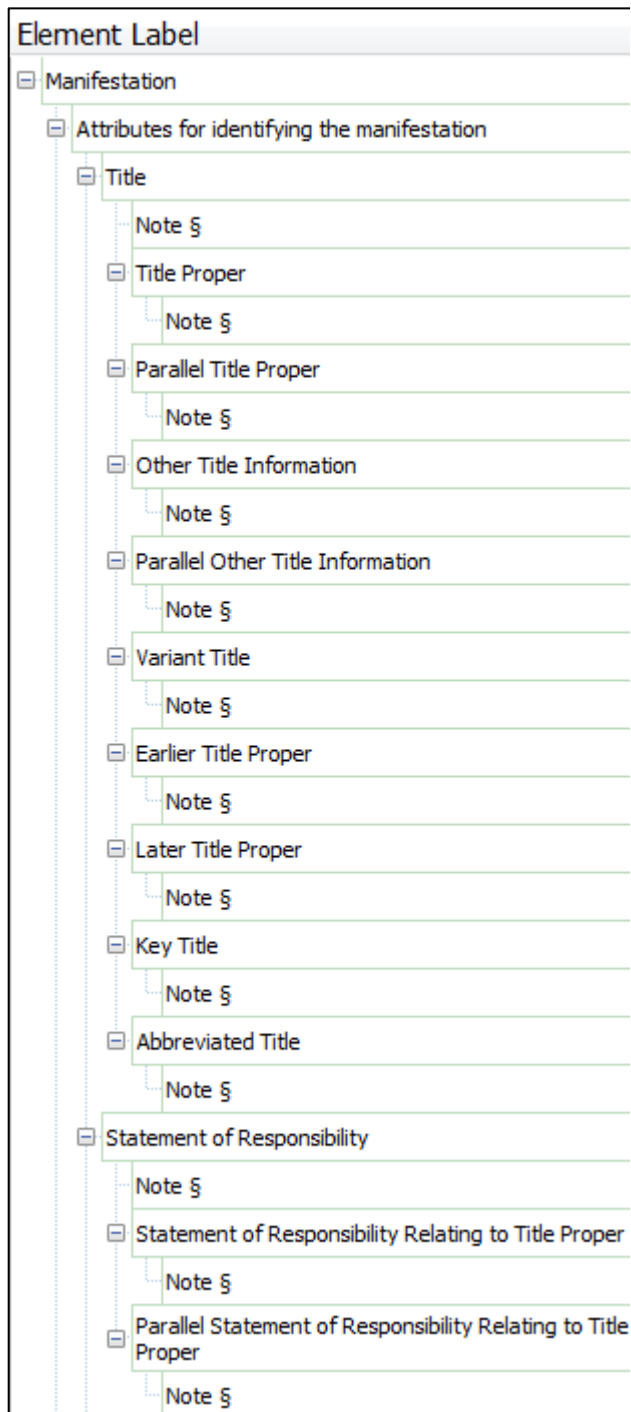 Element Label
Manifestation
Attributes for identifying the manifestation
Title
Note §
Title Proper
Note §
Parallel Title Proper
Note §
Other Title Information
Note §
Parallel Other Title Information
Note §
Variant Title
Note §
Earlier Title Proper
Note §
Later Title Proper
Note §
Key Title
Note §
Abbreviated Title
Note §
Statement of Responsibility
Note §
Statement of Responsibility Relating to Title Proper
Note §
Parallel Statement of Responsibility Relating to Title
Proper
Note §